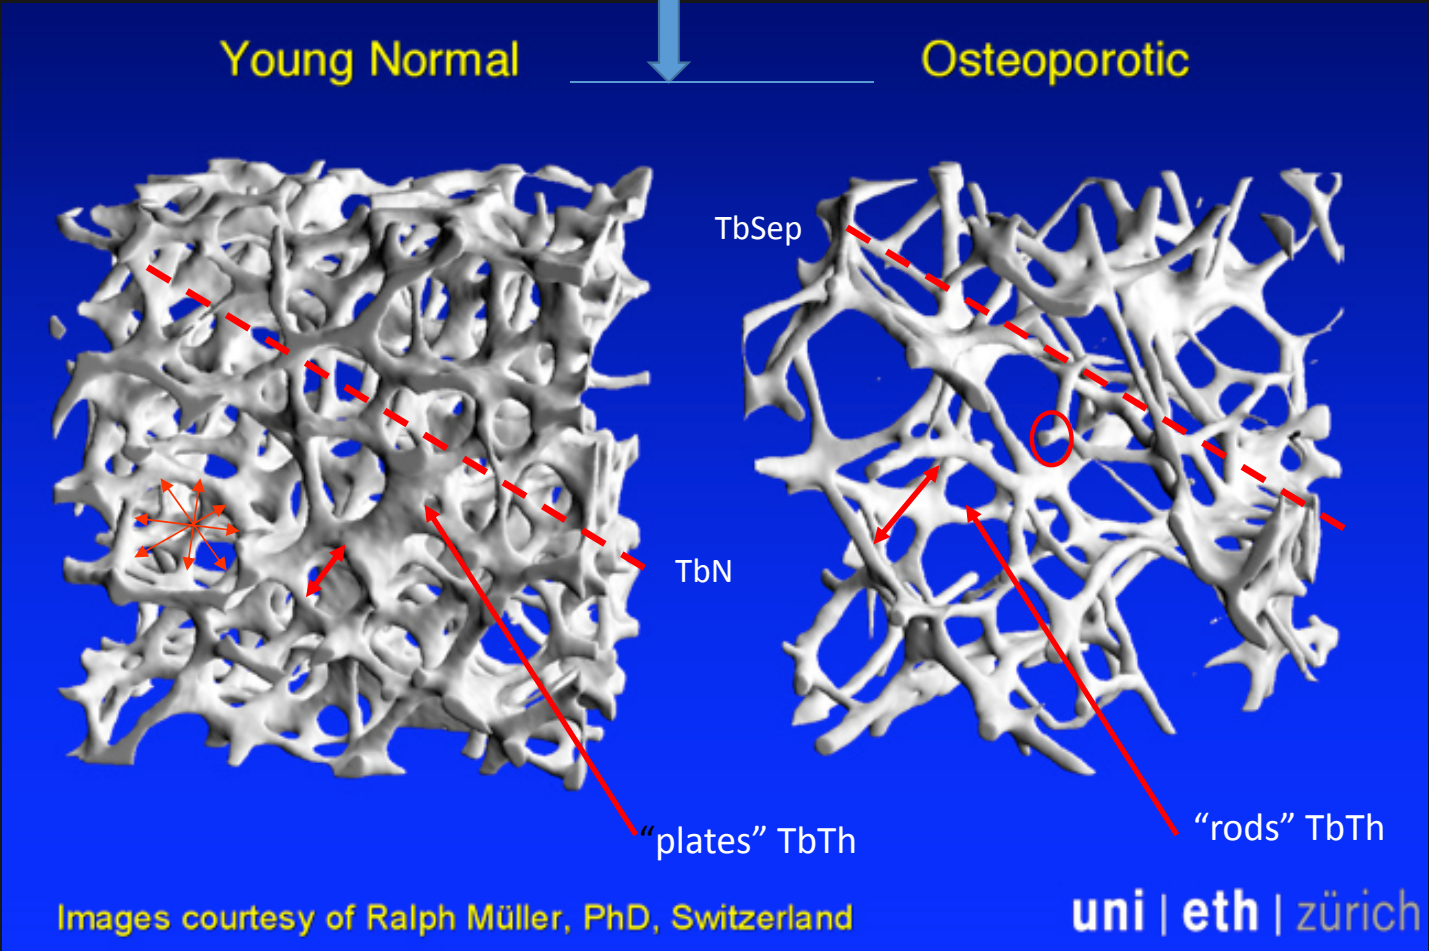 Young Normal
Osteoporotic
TbSep
TbN
“plates” TbTh
“rods” TbTh
Images courtesy of Ralph Müller, PhD, Switzerland
uni | eth | zürich